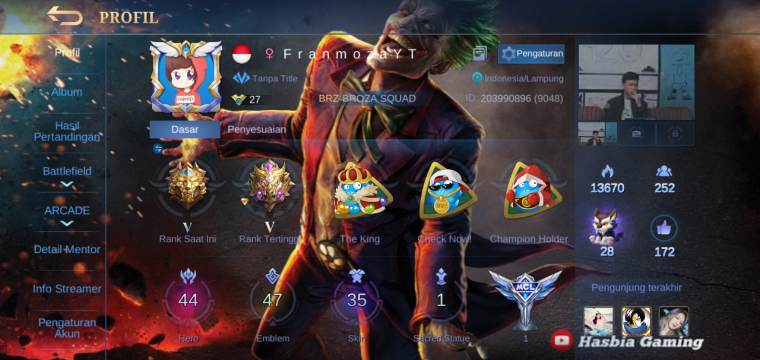 PROFIL
Profil
Album
Hasil
Pertandingan
Battlefield
ARCADE
Detail Mentor
Info Streamer
Pengaturan
Akun
FranmozaYT
Pengaturan
Tanpa Title
Indonesia/Lampung
27
BRZ BROZA SQUAD
ID: 203990896 (9048)
Dasar
Penyesuaian
V
V
Rank Saat Ini
Rank Tertinggi
The King
Check Now!
Champion Holder
44
47
35
1
MCL
Hero
Emblem
Skin
Sacred Statue
1
13670
252
28
172
Pengunjung terakhir
Hasbia Gaming